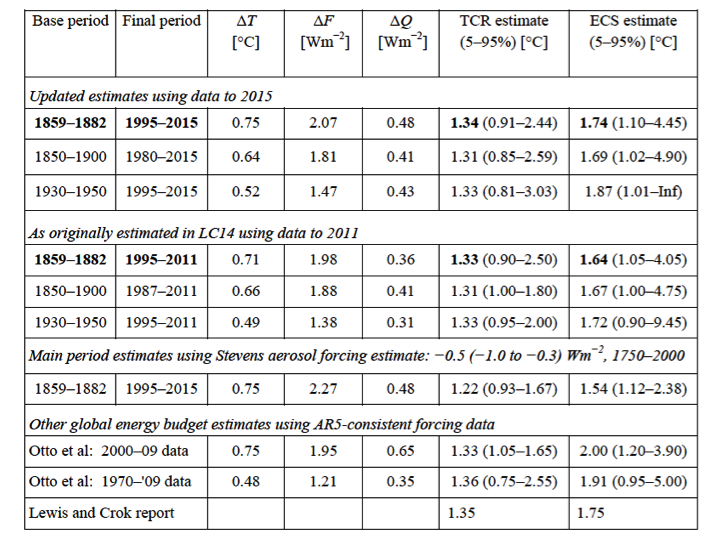 Base period Final period ΔT [°C] ΔF [Wm⁻²] ΔQ [Wm⁻²] TCR estimate (5–95%) [°C] ECS estimate (5–95%) [°C]
Updated estimates using data to 2015
1859–1882 1995–2015 0.75 2.07 0.48 1.34 (0.91–2.44) 1.74 (1.10–4.45)
1850–1900 1980–2015 0.64 1.81 0.41 1.31 (0.85–2.59) 1.69 (1.02–4.90)
1930–1950 1995–2015 0.52 1.47 0.43 1.33 (0.81–3.03) 1.87 (1.01–Inf)
As originally estimated in LC14 using data to 2011
1859–1882 1995–2011 0.71 1.98 0.36 1.33 (0.90–2.50) 1.64 (1.05–4.05)
1850–1900 1987–2011 0.66 1.88 0.41 1.31 (1.00–1.80) 1.67 (1.00–4.75)
1930–1950 1995–2011 0.49 1.38 0.31 1.33 (0.95–2.00) 1.72 (0.90–9.45)
Main period estimates using Stevens aerosol forcing estimate: −0.5 (−1.0 to −0.3) Wm⁻², 1750–2000
1859–1882 1995–2015 0.75 2.27 0.48 1.22 (0.93–1.67) 1.54 (1.12–2.38)
Other global energy budget estimates using AR5-consistent forcing data
Otto et al: 2000–09 data 0.75 1.95 0.65 1.33 (1.05–1.65) 2.00 (1.20–3.90)
Otto et al: 1970–'09 data 0.48 1.21 0.35 1.36 (0.75–2.55) 1.91 (0.95–5.00)
Lewis and Crok report 1.35 1.75